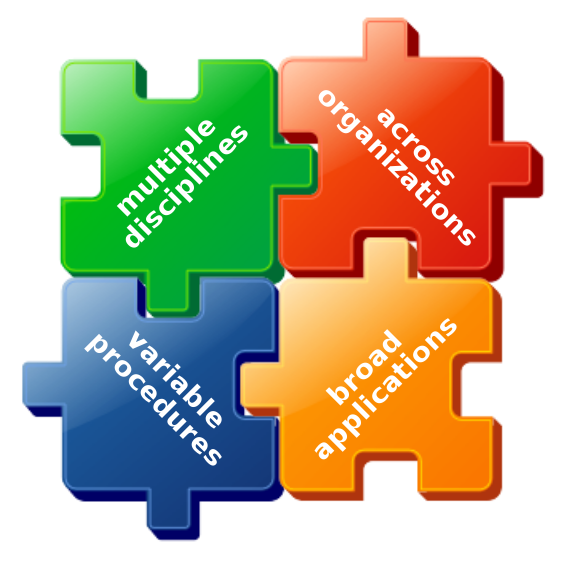 multiple
disciplines
across
organizations
variable
procedures
broad
applications